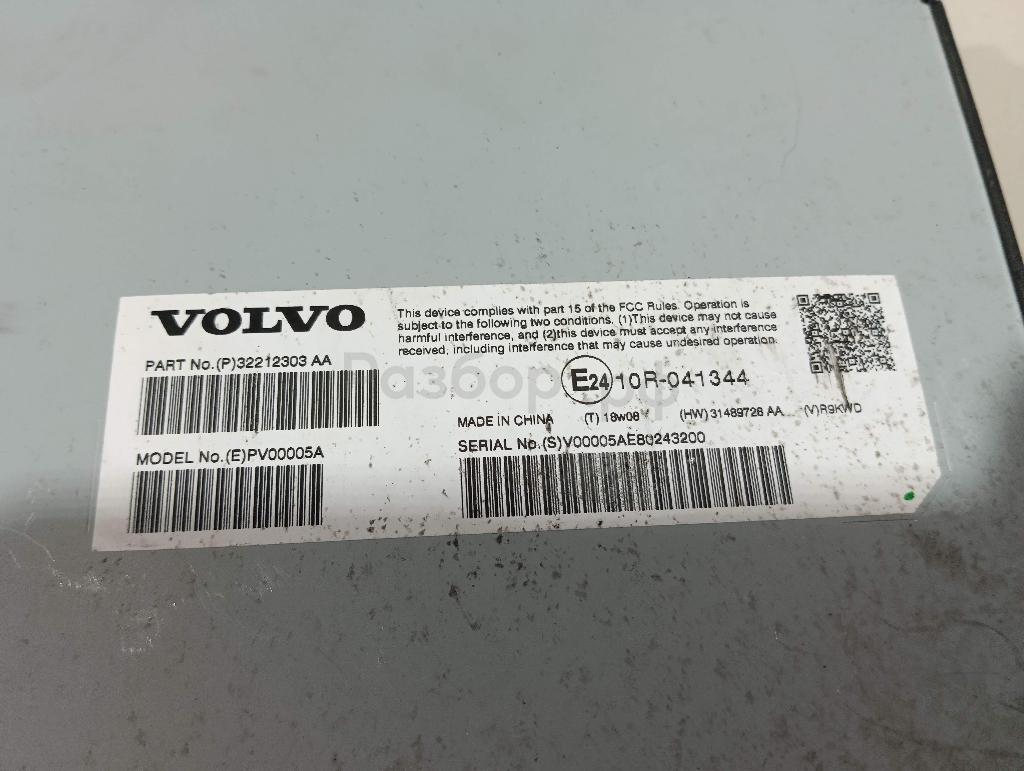 VOLVO
This device complies with part 15 of the FCC Rules. Operation is
subject to the following two conditions, (1)This device may not cause
harmful interference, and (2)this device must accept any interference
received, including interference that may cause undesired operation.
PART No.(P)32212303 AA
E24 10R-041344
MADE IN CHINA (T) 18w08 (HW) 31489726 AA (V)R9KWD
MODEL No.(E)PV00005A
SERIAL No.(S)V00005AE80243200